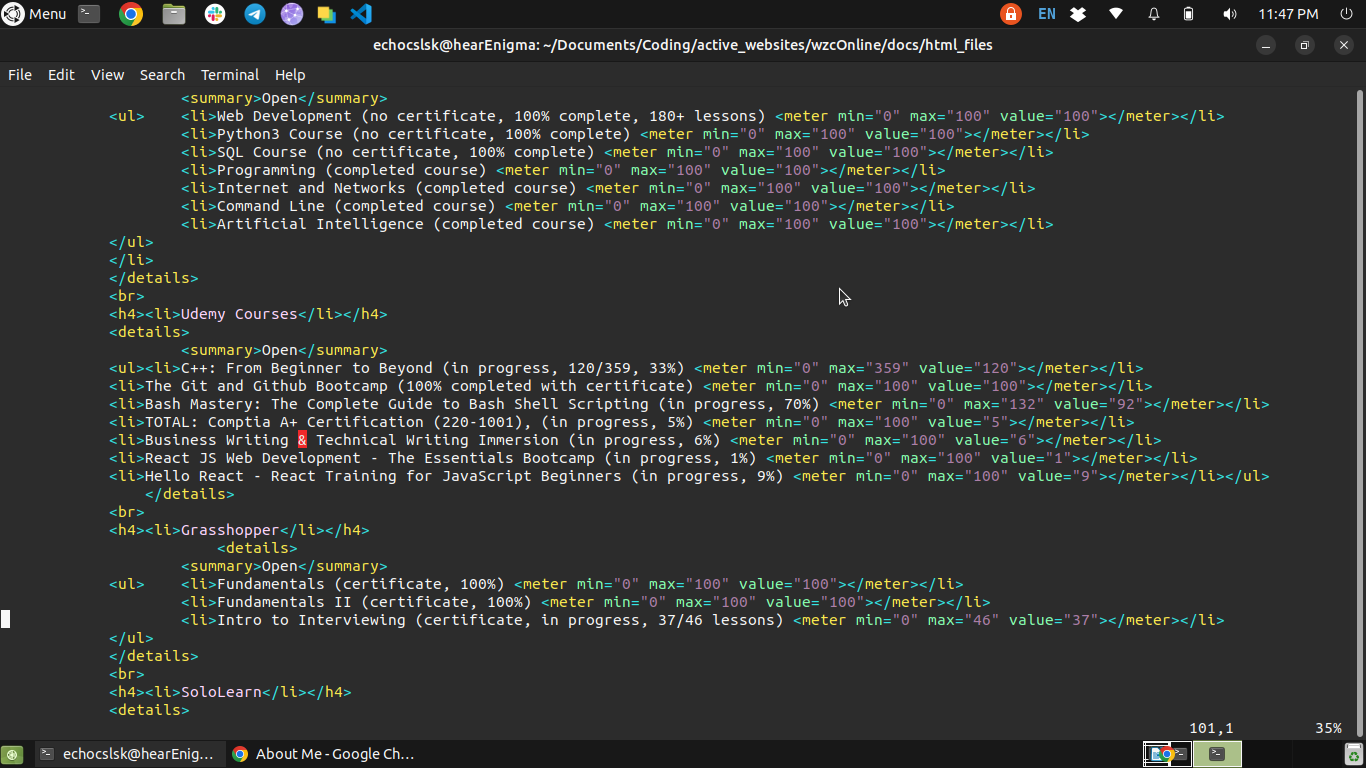 Menu EN 11:47 PM
echocslsk@hearEnigma: ~/Documents/Coding/active_websites/wzcOnline/docs/html_files
File Edit View Search Terminal Help
<summary>Open</summary>
<ul> <li>Web Development (no certificate, 100% complete, 180+ lessons) <meter min="0" max="100" value="100"></meter></li>
<li>Python3 Course (no certificate, 100% complete) <meter min="0" max="100" value="100"></meter></li>
<li>SQL Course (no certificate, 100% complete) <meter min="0" max="100" value="100"></meter></li>
<li>Programming (completed course) <meter min="0" max="100" value="100"></meter></li>
<li>Internet and Networks (completed course) <meter min="0" max="100" value="100"></meter></li>
<li>Command Line (completed course) <meter min="0" max="100" value="100"></meter></li>
<li>Artificial Intelligence (completed course) <meter min="0" max="100" value="100"></meter></li>
</ul>
</li>
</details>
<br>
<h4><li>Udemy Courses</li></h4>
<details>
<summary>Open</summary>
<ul><li>C++: From Beginner to Beyond (in progress, 120/359, 33%) <meter min="0" max="359" value="120"></meter></li>
<li>The Git and Github Bootcamp (100% completed with certificate) <meter min="0" max="100" value="100"></meter></li>
<li>Bash Mastery: The Complete Guide to Bash Shell Scripting (in progress, 70%) <meter min="0" max="132" value="92"></meter></li>
<li>TOTAL: Comptia A+ Certification (220-1001), (in progress, 5%) <meter min="0" max="100" value="5"></meter></li>
<li>Business Writing & Technical Writing Immersion (in progress, 6%) <meter min="0" max="100" value="6"></meter></li>
<li>React JS Web Development - The Essentials Bootcamp (in progress, 1%) <meter min="0" max="100" value="1"></meter></li>
<li>Hello React - React Training for JavaScript Beginners (in progress, 9%) <meter min="0" max="100" value="9"></meter></li></ul>
</details>
<br>
<h4><li>Grasshopper</li></h4>
<details>
<summary>Open</summary>
<ul> <li>Fundamentals (certificate, 100%) <meter min="0" max="100" value="100"></meter></li>
<li>Fundamentals II (certificate, 100%) <meter min="0" max="100" value="100"></meter></li>
<li>Intro to Interviewing (certificate, in progress, 37/46 lessons) <meter min="0" max="46" value="37"></meter></li>
</ul>
</details>
<br>
<h4><li>SoloLearn</li></h4>
<details>
101,1 35%
echocslsk@hearEnig... About Me - Google Ch...